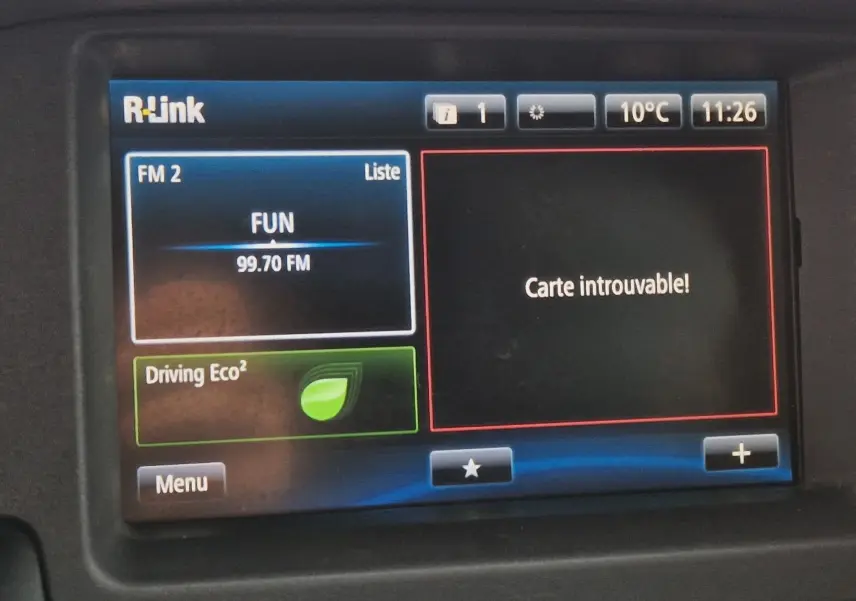 R-Link
i 1
10°C
11:26
FM 2
Liste
FUN
99.70 FM
Carte introuvable!
Driving Eco²
Menu
+